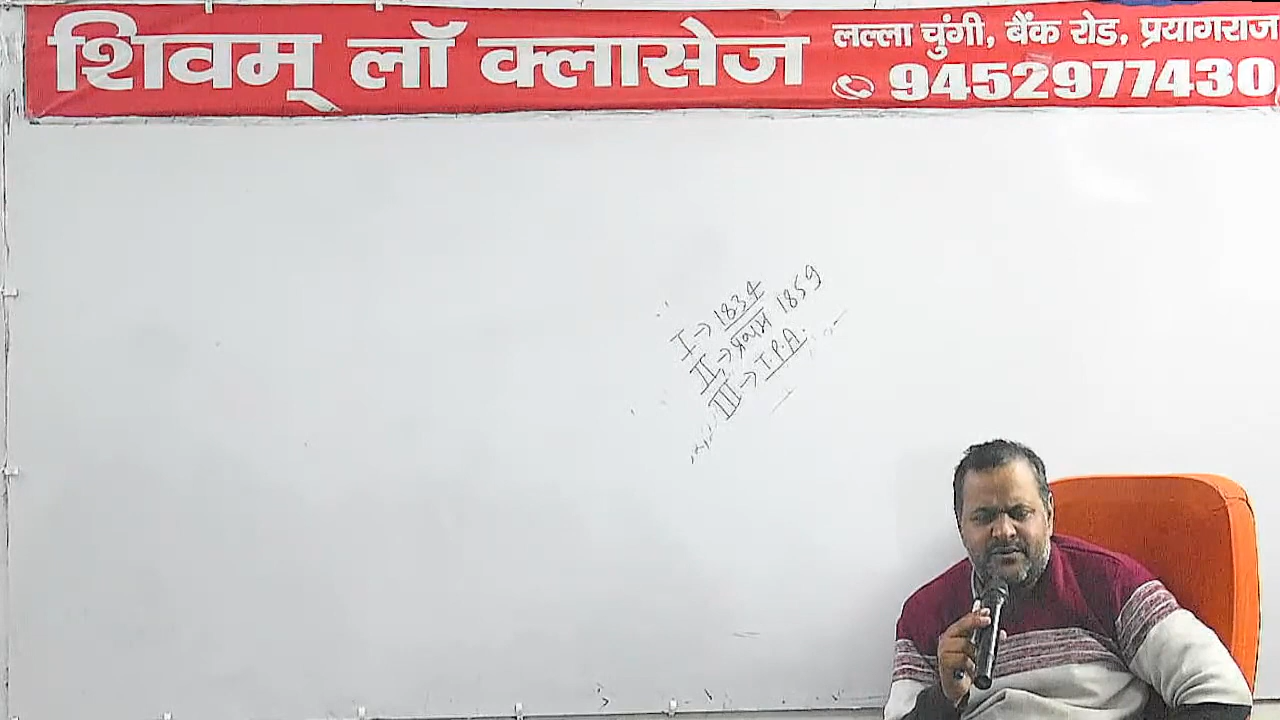 शिवम् लॉ क्लासेज
लल्ला चुंगी, बैंक रोड, प्रयागराज
9452977430
I → 1834
II → प्रथम 1859
III → T.P.A.